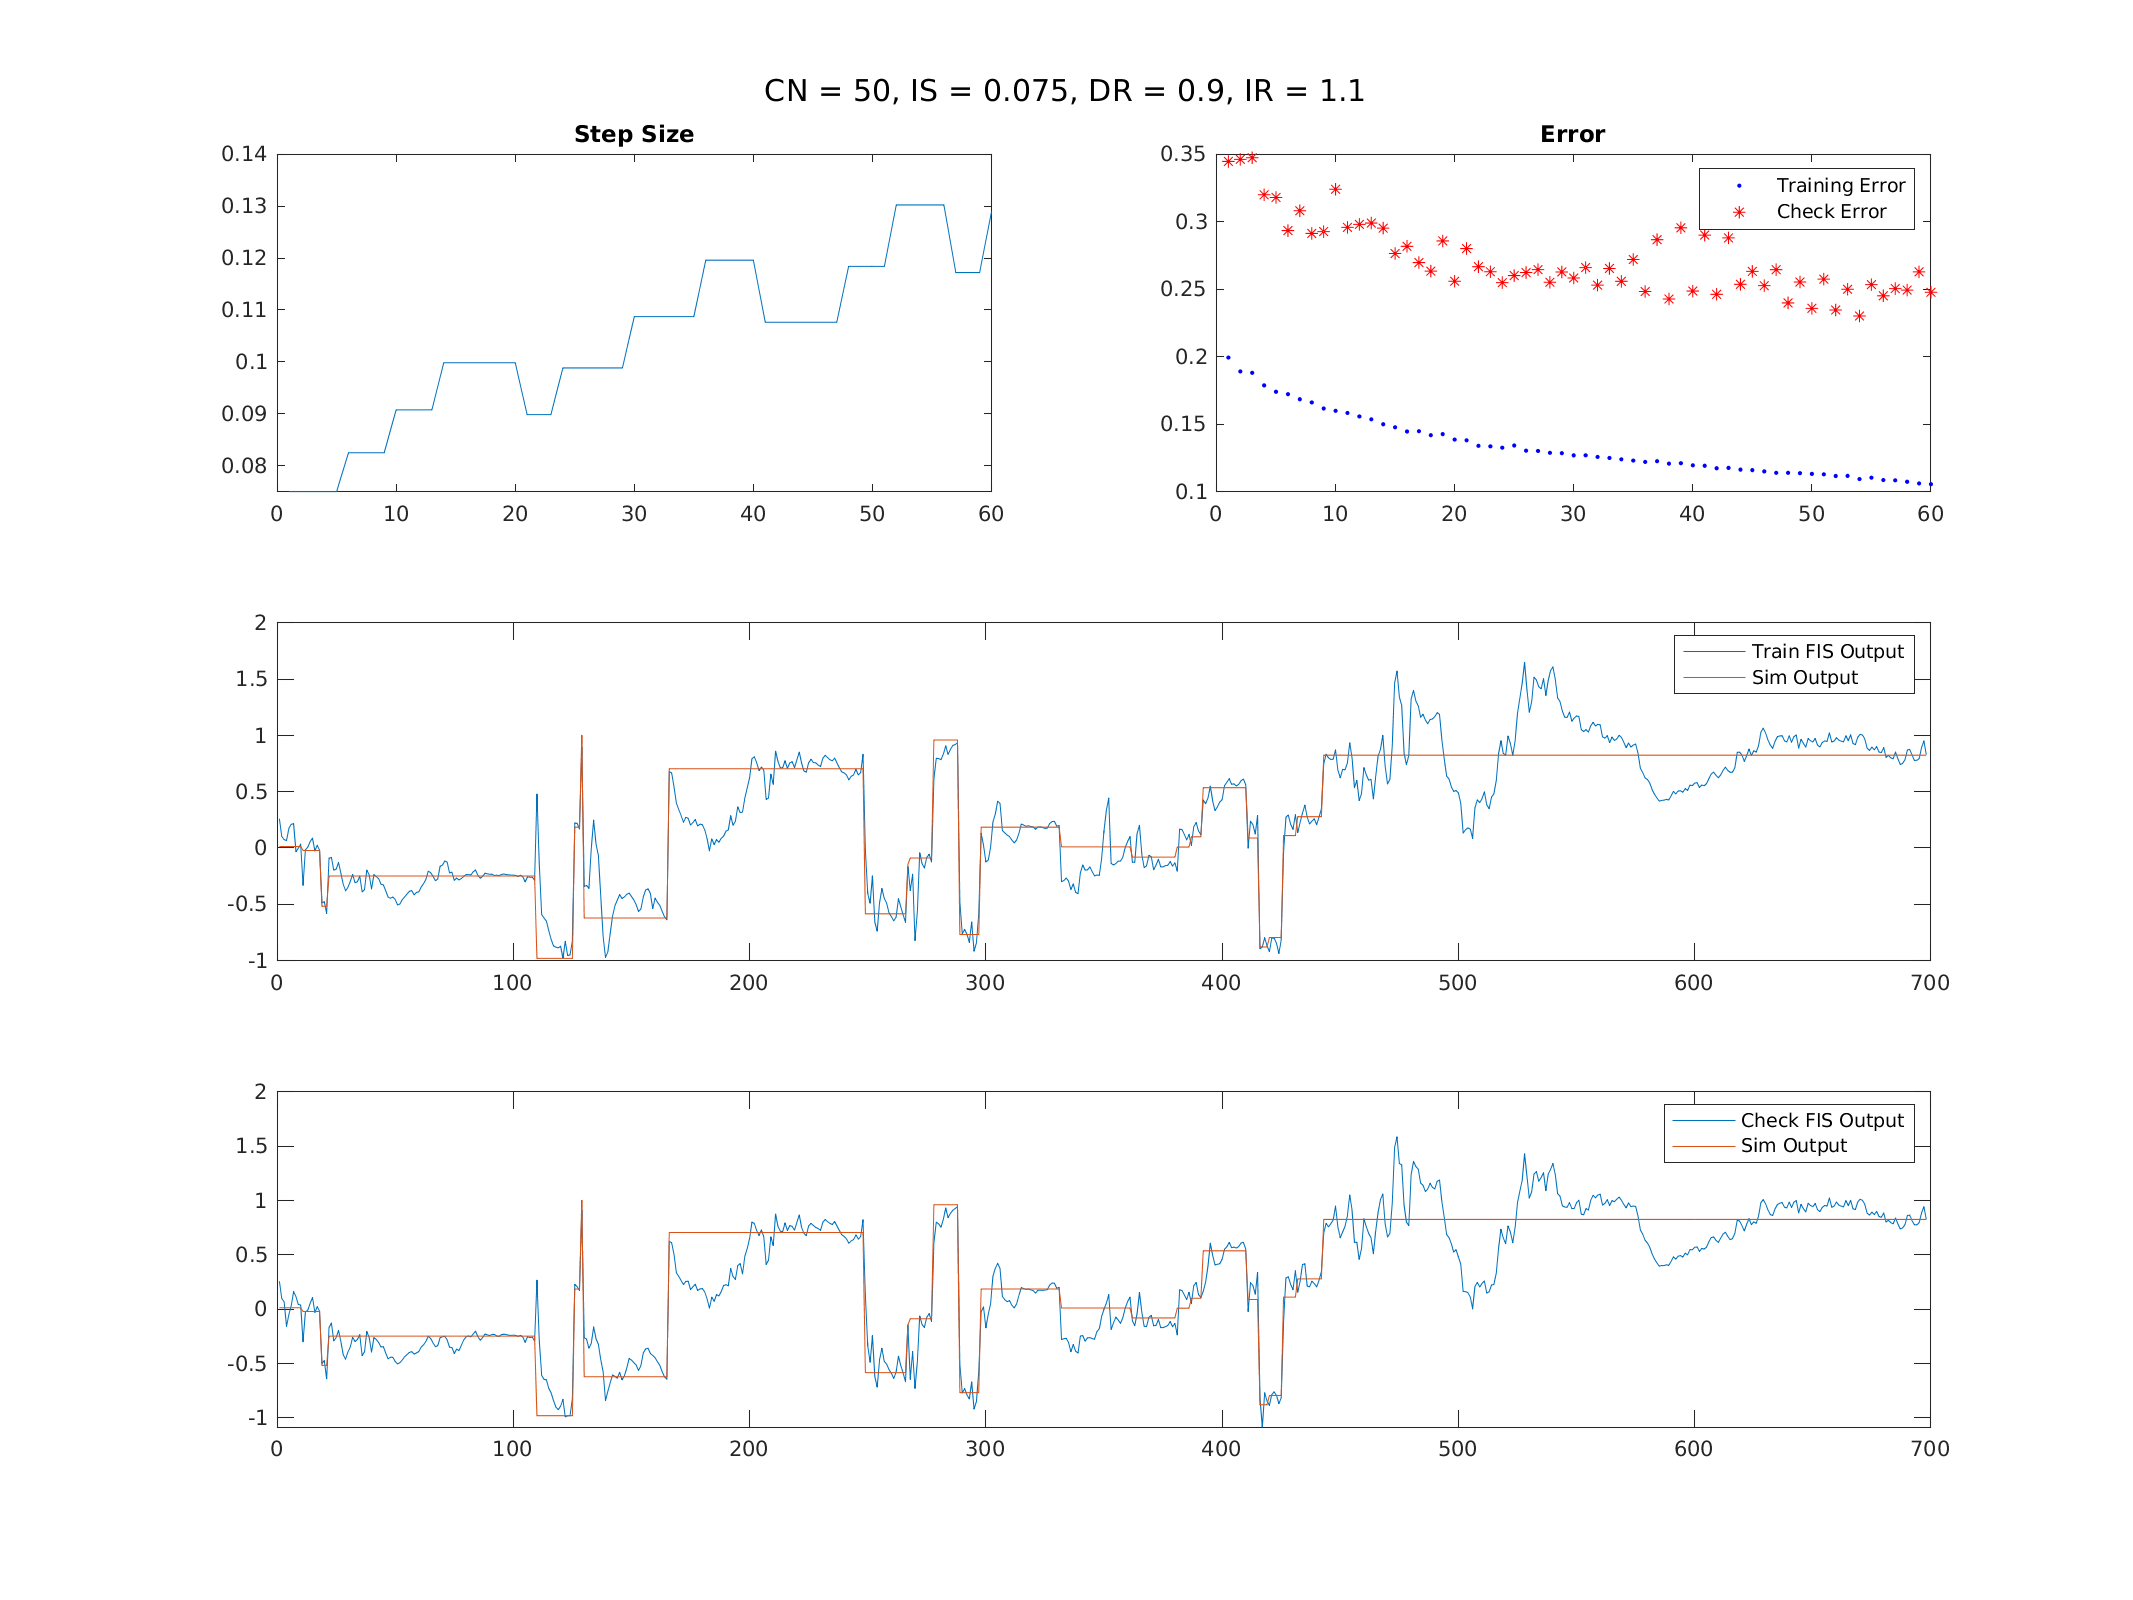 CN = 50, IS = 0.075, DR = 0.9, IR = 1.1
Step Size
0.14
0.13
0.12
0.11
0.1
0.09
0.08
0 10 20 30 40 50 60
Error
0.35
0.3
0.25
0.2
0.15
0.1
0 10 20 30 40 50 60
Training Error
Check Error
2
1.5
1
0.5
0
-0.5
-1
0 100 200 300 400 500 600 700
Train FIS Output
Sim Output
2
1.5
1
0.5
0
-0.5
-1
0 100 200 300 400 500 600 700
Check FIS Output
Sim Output